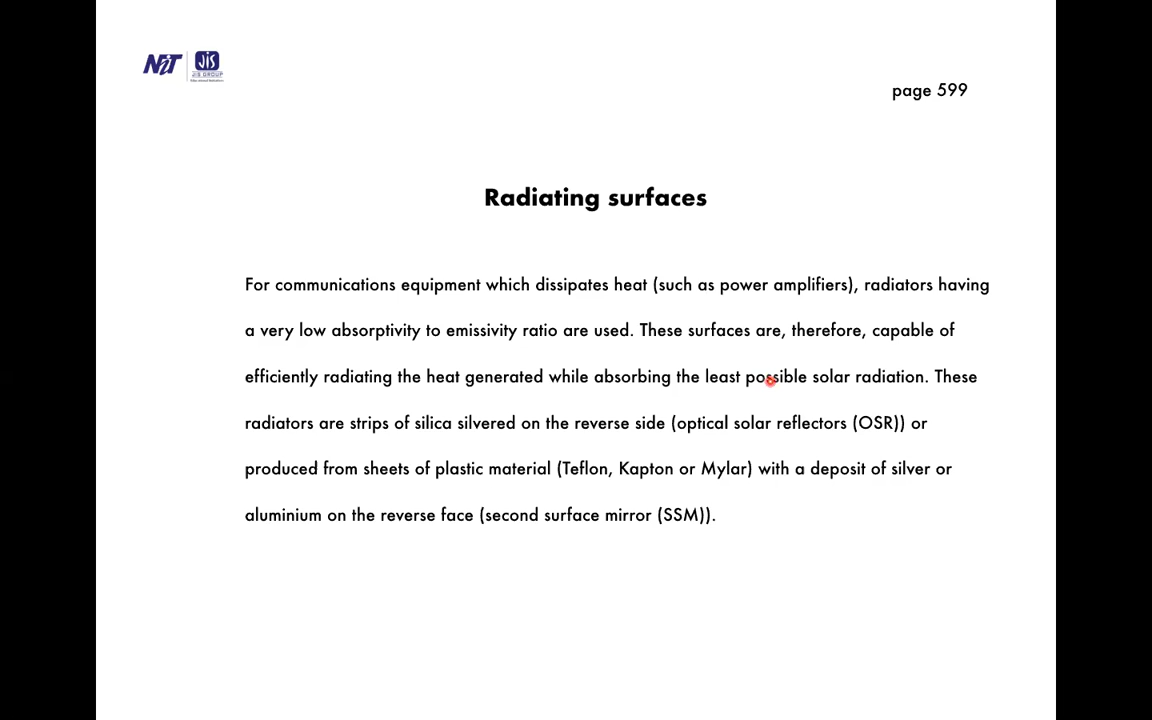 NiT JIS
JIS GROUP
page 599
Radiating surfaces
For communications equipment which dissipates heat (such as power amplifiers), radiators having
a very low absorptivity to emissivity ratio are used. These surfaces are, therefore, capable of
efficiently radiating the heat generated while absorbing the least possible solar radiation. These
radiators are strips of silica silvered on the reverse side (optical solar reflectors (OSR)) or
produced from sheets of plastic material (Teflon, Kapton or Mylar) with a deposit of silver or
aluminium on the reverse face (second surface mirror (SSM)).